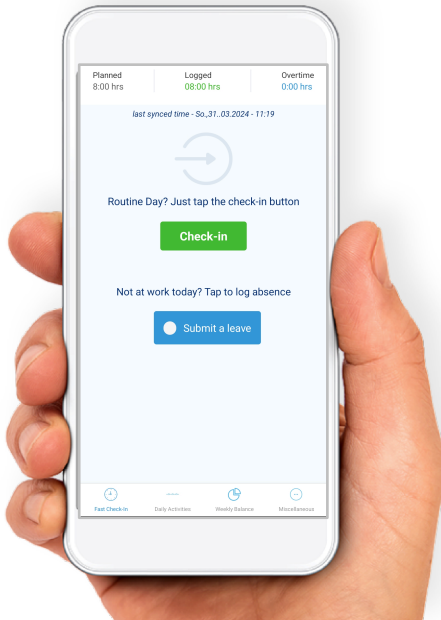 Planned Logged Overtime
8:00 hrs 08:00 hrs 0:00 hrs
last synced time - So.,31..03.2024 - 11:19
Routine Day? Just tap the check-in button
Check-in
Not at work today? Tap to log absence
Submit a leave
Fast Check-In Daily Activities Weekly Balance Miscellaneous